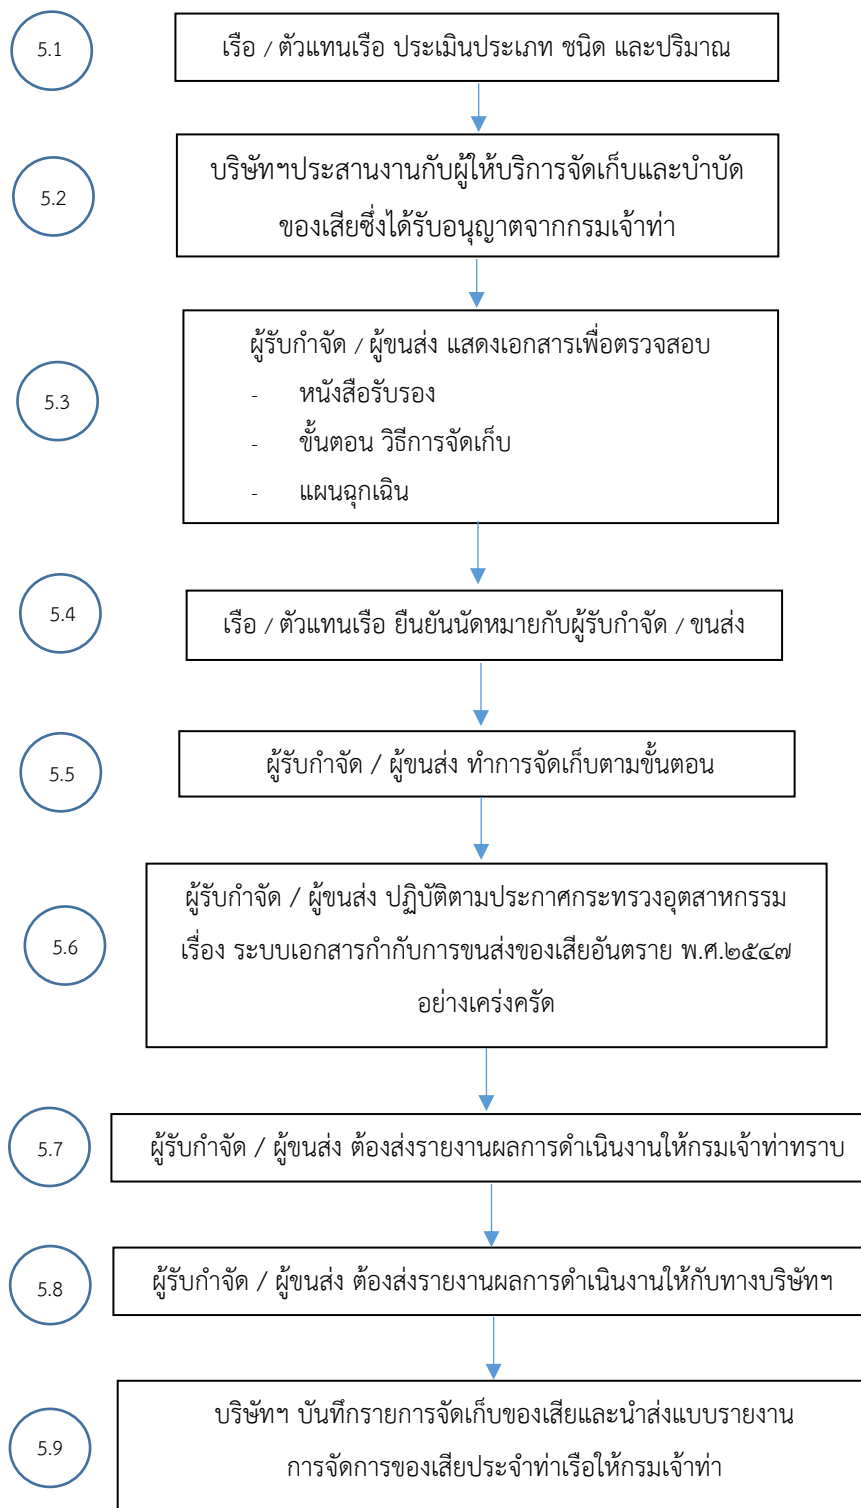 5.1
เรือ / ตัวแทนเรือ ประเมินประเภท ชนิด และปริมาณ
5.2
บริษัทฯประสานงานกับผู้ให้บริการจัดเก็บและบำบัด
ของเสียซึ่งได้รับอนุญาตจากกรมเจ้าท่า
5.3
ผู้รับกำจัด / ผู้ขนส่ง แสดงเอกสารเพื่อตรวจสอบ
- หนังสือรับรอง
- ขั้นตอน วิธีการจัดเก็บ
- แผนฉุกเฉิน
5.4
เรือ / ตัวแทนเรือ ยืนยันนัดหมายกับผู้รับกำจัด / ขนส่ง
5.5
ผู้รับกำจัด / ผู้ขนส่ง ทำการจัดเก็บตามขั้นตอน
5.6
ผู้รับกำจัด / ผู้ขนส่ง ปฏิบัติตามประกาศกระทรวงอุตสาหกรรม
เรื่อง ระบบเอกสารกำกับการขนส่งของเสียอันตราย พ.ศ.๒๕๔๗
อย่างเคร่งครัด
5.7
ผู้รับกำจัด / ผู้ขนส่ง ต้องส่งรายงานผลการดำเนินงานให้กรมเจ้าท่าทราบ
5.8
ผู้รับกำจัด / ผู้ขนส่ง ต้องส่งรายงานผลการดำเนินงานให้กับทางบริษัทฯ
5.9
บริษัทฯ บันทึกรายการจัดเก็บของเสียและนำส่งแบบรายงาน
การจัดการของเสียประจำท่าเรือให้กรมเจ้าท่า